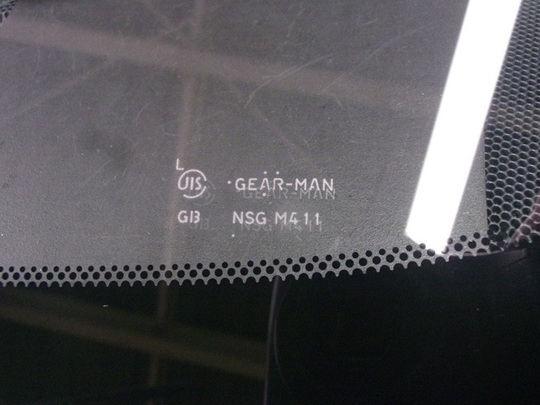 L
JIS GEAR-MAN
G13 NSG M411